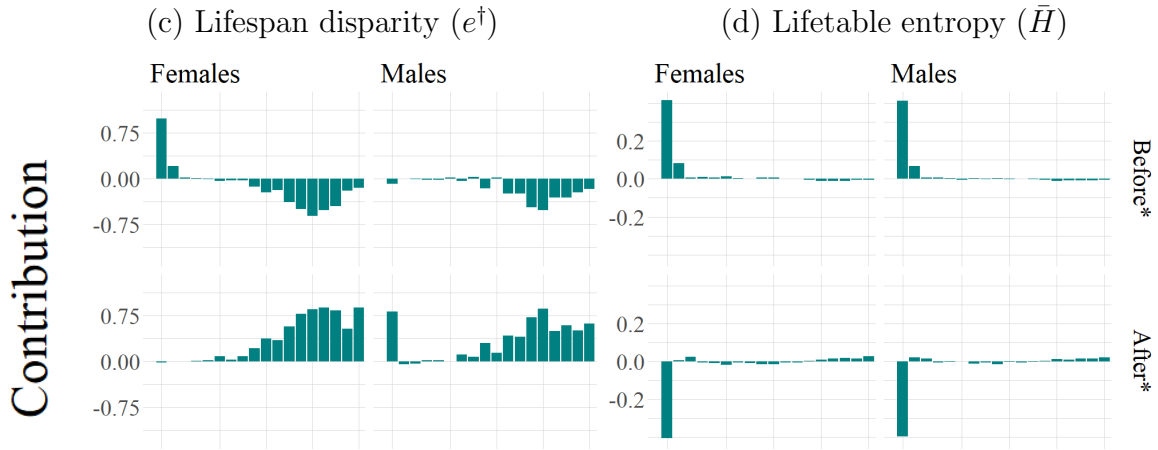 (c) Lifespan disparity (e†)
(d) Lifetable entropy (H̄)
Females
Males
Females
Males
Contribution
0.75
0.00
-0.75
0.2
0.0
-0.2
Before*
0.75
0.00
-0.75
0.2
0.0
-0.2
After*